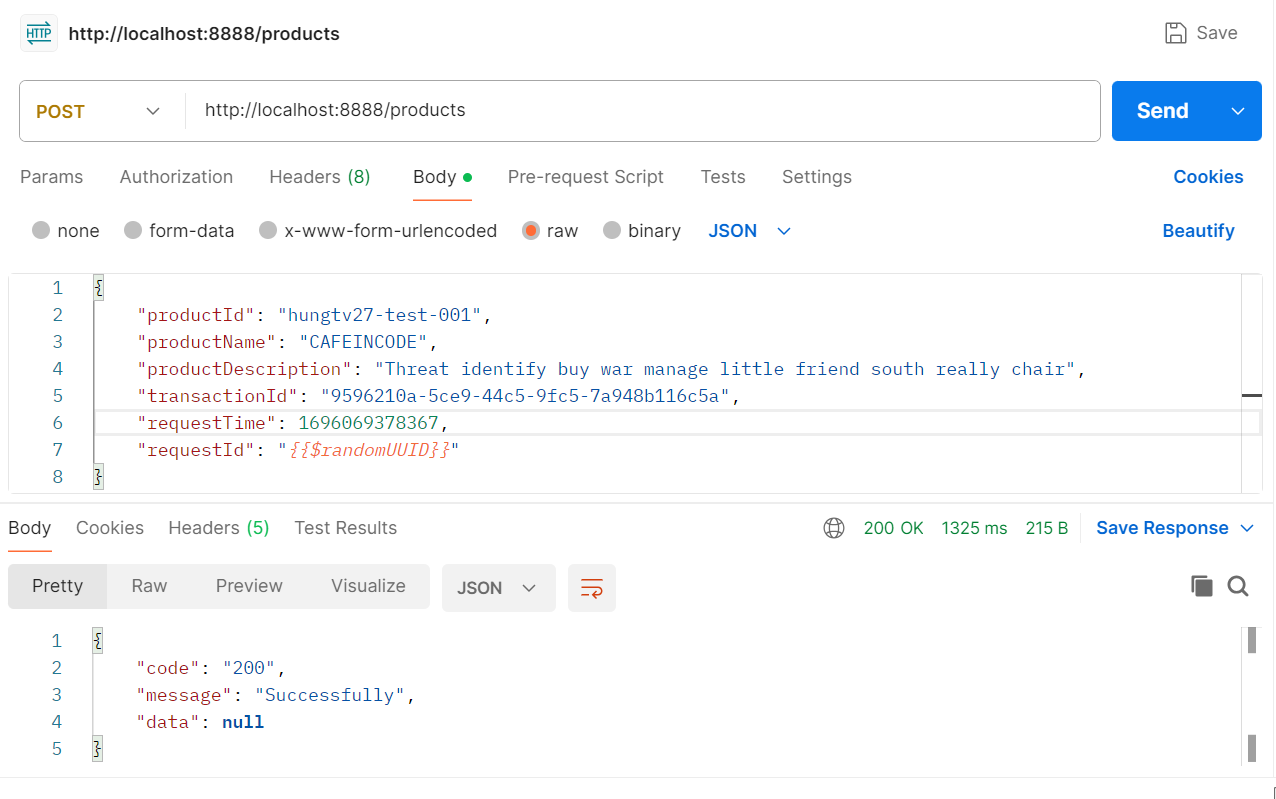 HTTP http://localhost:8888/products Save
POST http://localhost:8888/products Send
Params Authorization Headers (8) Body Pre-request Script Tests Settings Cookies
none form-data x-www-form-urlencoded raw binary JSON Beautify
1 {
2 "productId": "hungtv27-test-001",
3 "productName": "CAFEINCODE",
4 "productDescription": "Threat identify buy war manage little friend south really chair",
5 "transactionId": "9596210a-5ce9-44c5-9fc5-7a948b116c5a",
6 "requestTime": 1696069378367,
7 "requestId": "{{$randomUUID}}"
8 }
Body Cookies Headers (5) Test Results 200 OK 1325 ms 215 B Save Response
Pretty Raw Preview Visualize JSON
1 {
2 "code": "200",
3 "message": "Successfully",
4 "data": null
5 }